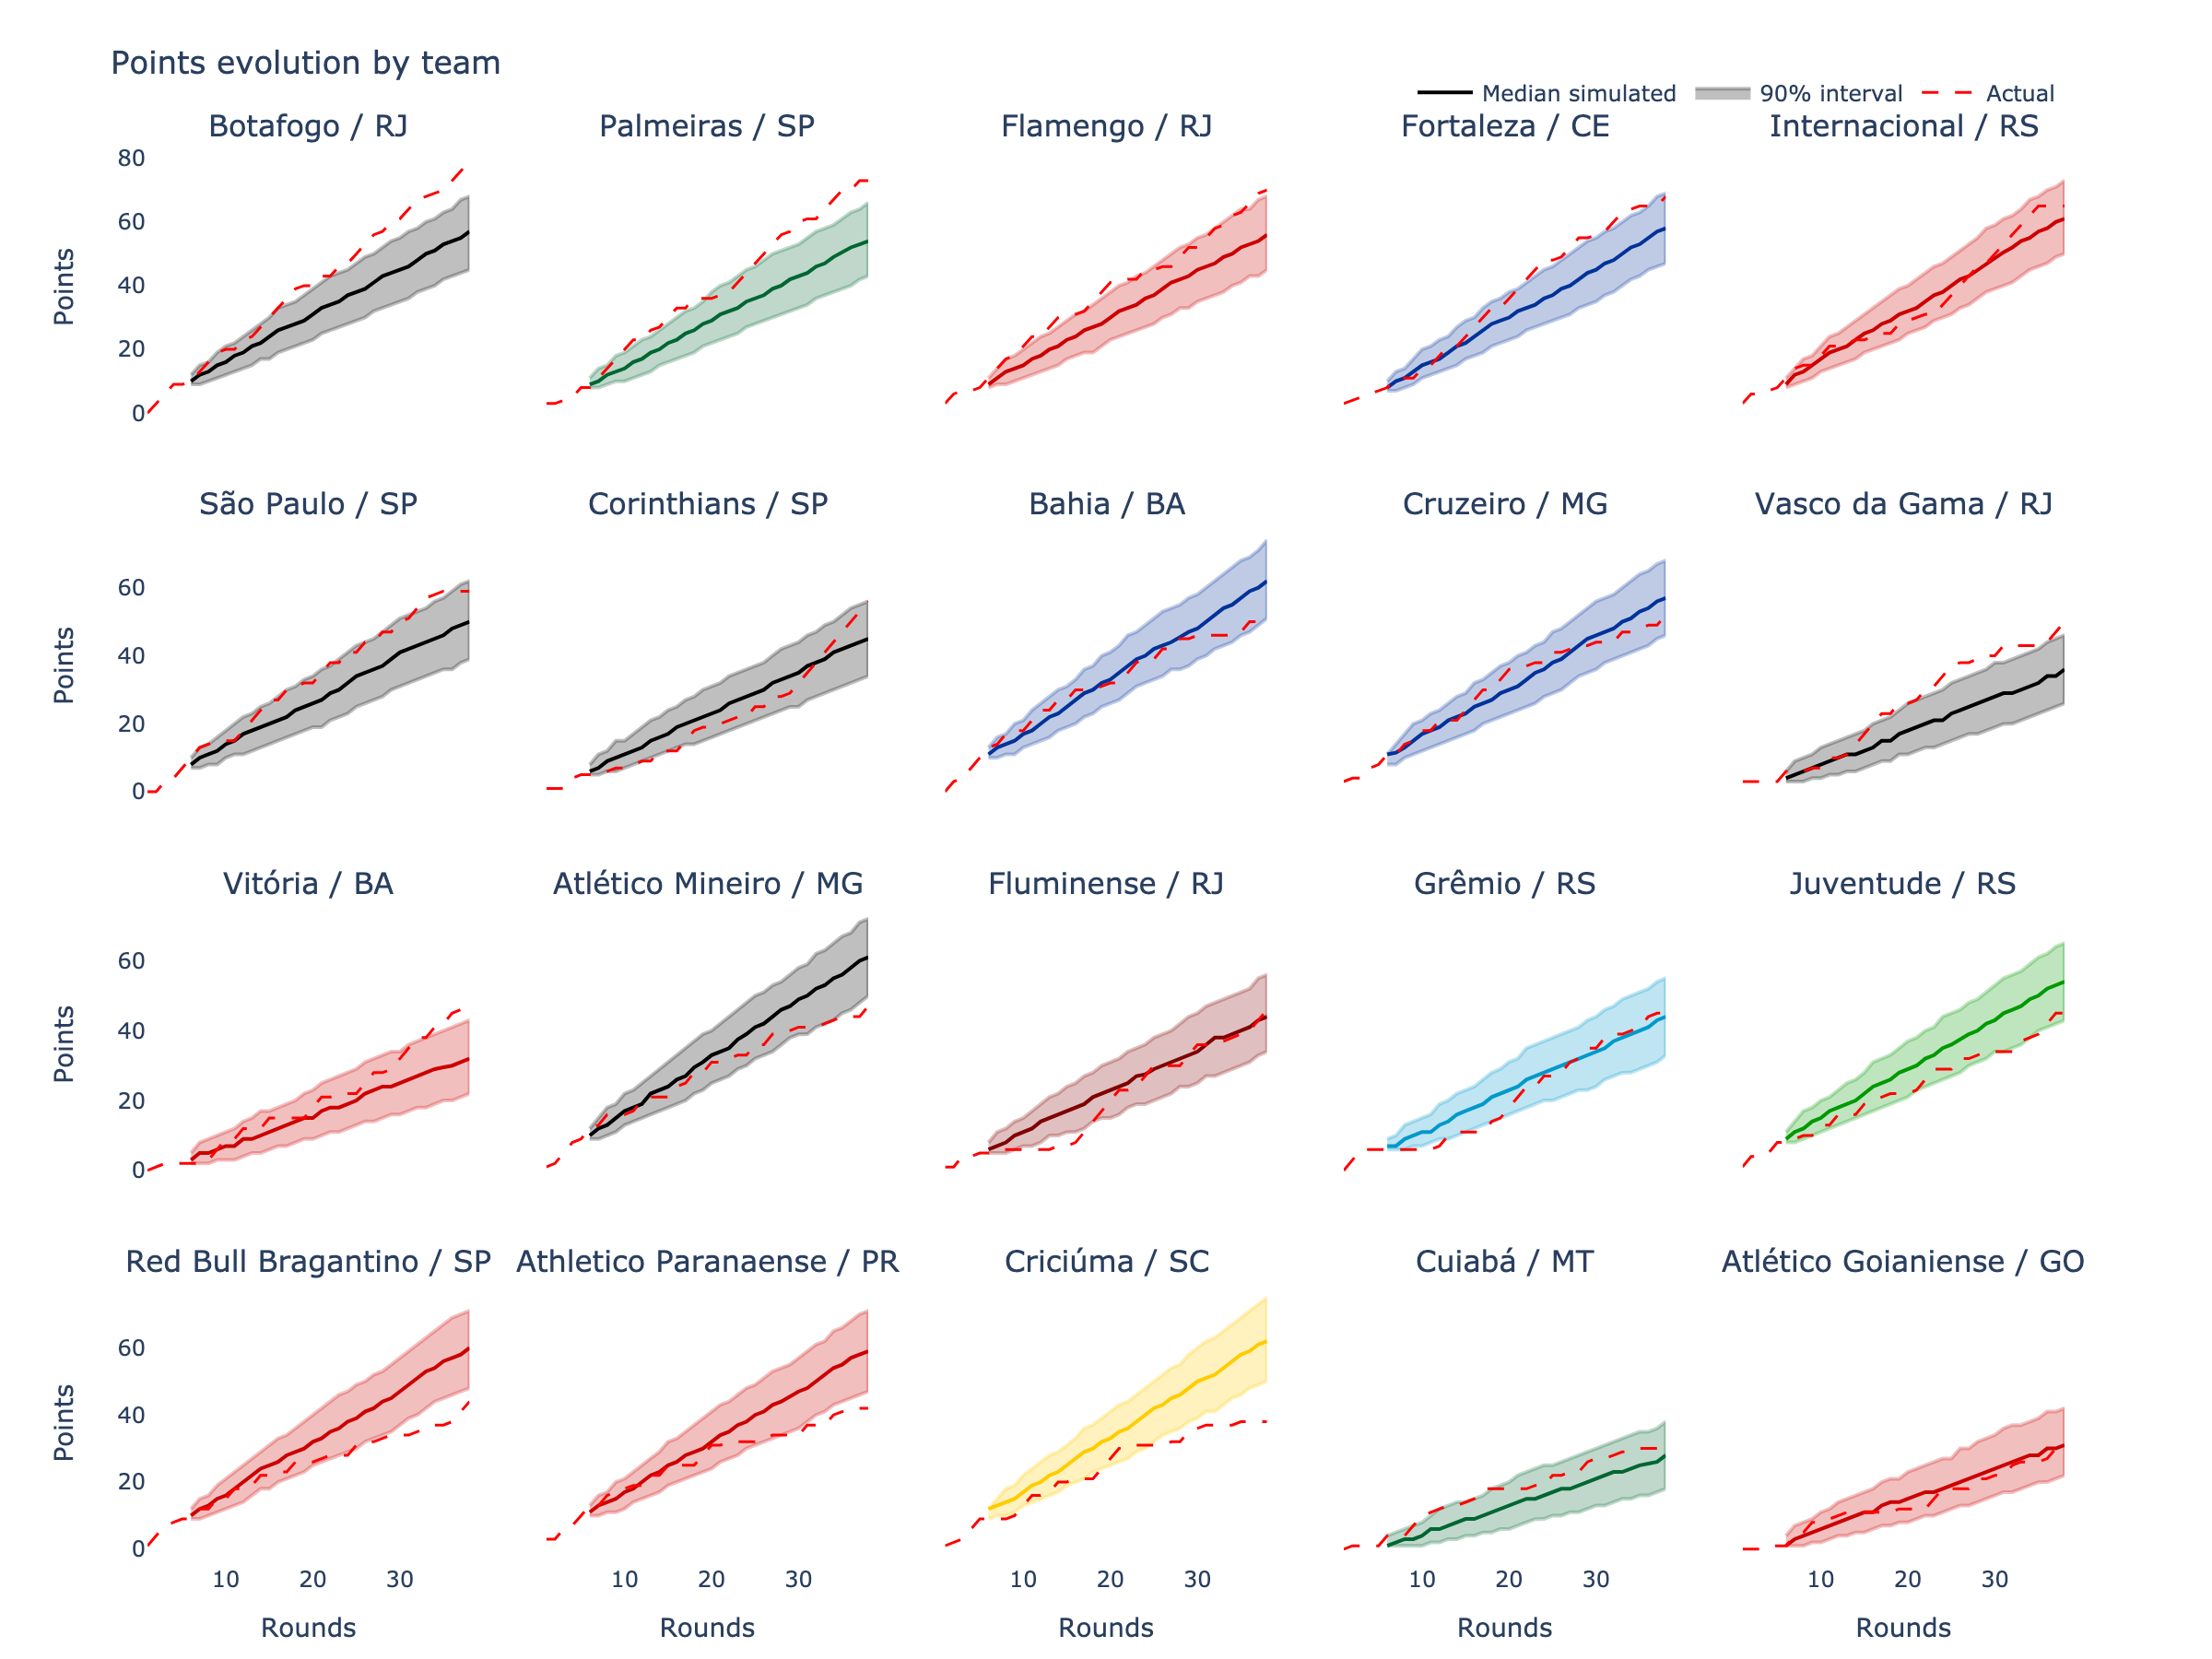 Points evolution by team
Median simulated 90% interval Actual
Botafogo / RJ Palmeiras / SP Flamengo / RJ Fortaleza / CE Internacional / RS
80
60
40
20
0
Points
São Paulo / SP Corinthians / SP Bahia / BA Cruzeiro / MG Vasco da Gama / RJ
60
40
20
0
Points
Vitória / BA Atlético Mineiro / MG Fluminense / RJ Grêmio / RS Juventude / RS
60
40
20
0
Points
Red Bull Bragantino / SP Athletico Paranaense / PR Criciúma / SC Cuiabá / MT Atlético Goianiense / GO
60
40
20
0
Points
10 20 30 10 20 30 10 20 30 10 20 30 10 20 30
Rounds Rounds Rounds Rounds Rounds